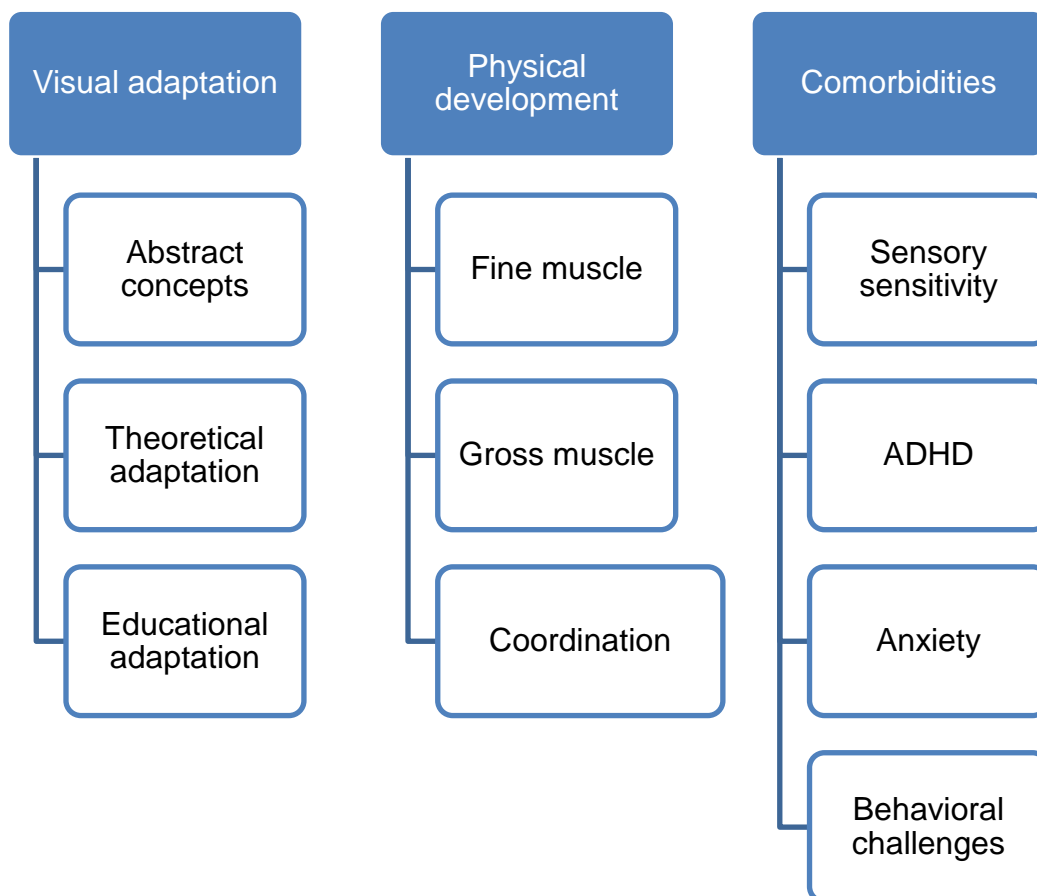 Visual adaptation
Abstract
concepts
Theoretical
adaptation
Educational
adaptation
Physical
development
Fine muscle
Gross muscle
Coordination
Comorbidities
Sensory
sensitivity
ADHD
Anxiety
Behavioral
challenges